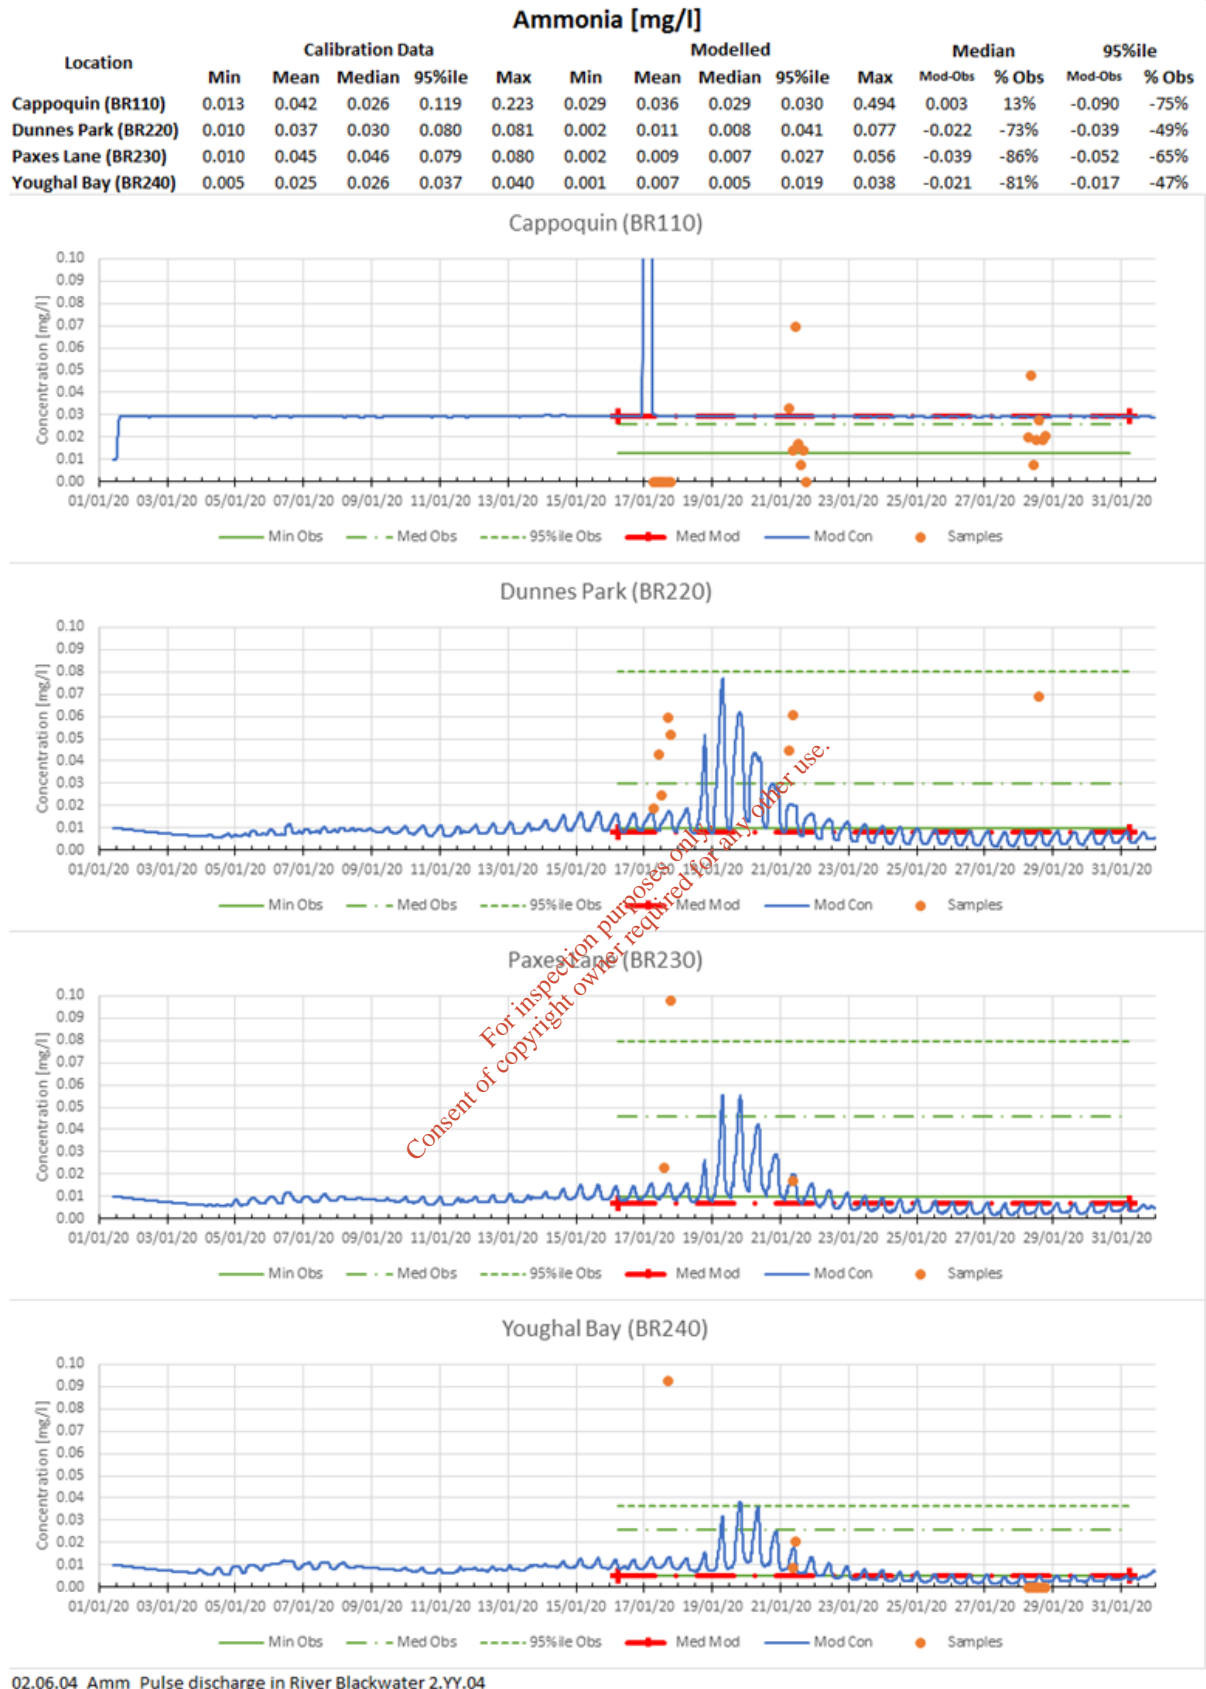 Ammonia [mg/l]
Location Calibration Data Modelled Median 95%ile
Min Mean Median 95%ile Max Min Mean Median 95%ile Max Mod-Obs % Obs Mod-Obs % Obs
Cappoquin (BR110) 0.013 0.042 0.026 0.119 0.223 0.029 0.036 0.029 0.030 0.494 0.003 13% -0.090 -75%
Dunnes Park (BR220) 0.010 0.037 0.030 0.080 0.081 0.002 0.011 0.008 0.041 0.077 -0.022 -73% -0.039 -49%
Paxes Lane (BR230) 0.010 0.045 0.046 0.079 0.080 0.002 0.009 0.007 0.027 0.056 -0.039 -86% -0.052 -65%
Youghal Bay (BR240) 0.005 0.025 0.026 0.037 0.040 0.001 0.007 0.005 0.019 0.038 -0.021 -81% -0.017 -47%
Cappoquin (BR110)
Concentration [mg/l]
0.10
0.09
0.08
0.07
0.06
0.05
0.04
0.03
0.02
0.01
0.00
01/01/20 03/01/20 05/01/20 07/01/20 09/01/20 11/01/20 13/01/20 15/01/20 17/01/20 19/01/20 21/01/20 23/01/20 25/01/20 27/01/20 29/01/20 31/01/20
Min Obs Med Obs 95%ile Obs Med Mod Mod Con Samples
Dunnes Park (BR220)
Concentration [mg/l]
0.10
0.09
0.08
0.07
0.06
0.05
0.04
0.03
0.02
0.01
0.00
01/01/20 03/01/20 05/01/20 07/01/20 09/01/20 11/01/20 13/01/20 15/01/20 17/01/20 19/01/20 21/01/20 23/01/20 25/01/20 27/01/20 29/01/20 31/01/20
Min Obs Med Obs 95%ile Obs Med Mod Mod Con Samples
For inspection purposes only.
Consent of copyright owner required for any other use.
Paxes Lane (BR230)
Concentration [mg/l]
0.10
0.09
0.08
0.07
0.06
0.05
0.04
0.03
0.02
0.01
0.00
01/01/20 03/01/20 05/01/20 07/01/20 09/01/20 11/01/20 13/01/20 15/01/20 17/01/20 19/01/20 21/01/20 23/01/20 25/01/20 27/01/20 29/01/20 31/01/20
Min Obs Med Obs 95%ile Obs Med Mod Mod Con Samples
Youghal Bay (BR240)
Concentration [mg/l]
0.10
0.09
0.08
0.07
0.06
0.05
0.04
0.03
0.02
0.01
0.00
01/01/20 03/01/20 05/01/20 07/01/20 09/01/20 11/01/20 13/01/20 15/01/20 17/01/20 19/01/20 21/01/20 23/01/20 25/01/20 27/01/20 29/01/20 31/01/20
Min Obs Med Obs 95%ile Obs Med Mod Mod Con Samples
02.06.04 Amm Pulse discharge in River Blackwater 2.YY.04